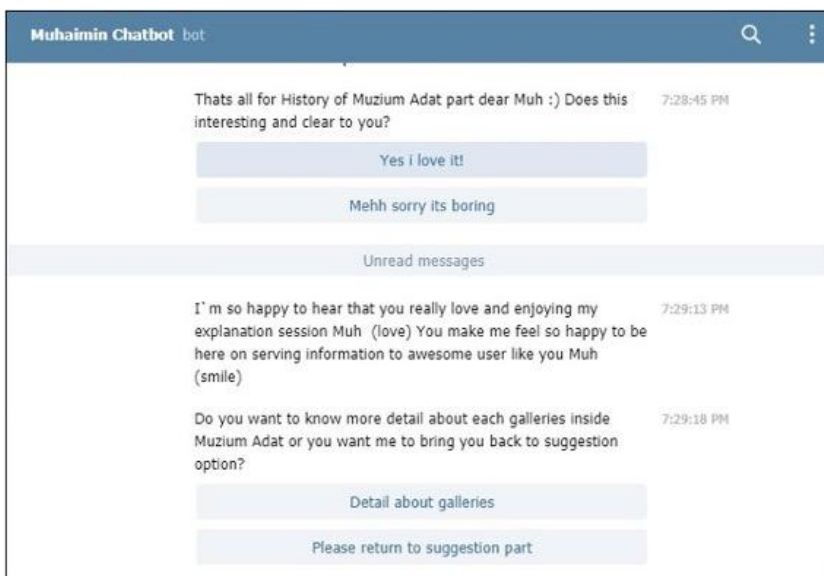 Muhaimin Chatbot bot
Thats all for History of Muzium Adat part dear Muh :) Does this
7:28:45 PM
interesting and clear to you?
Yes i love it!
Mehh sorry its boring
Unread messages
I`m so happy to hear that you really love and enjoying my
7:29:13 PM
explanation session Muh (love) You make me feel so happy to be
here on serving information to awesome user like you Muh
(smile)
Do you want to know more detail about each galleries inside
7:29:18 PM
Muzium Adat or you want me to bring you back to suggestion
option?
Detail about galleries
Please return to suggestion part